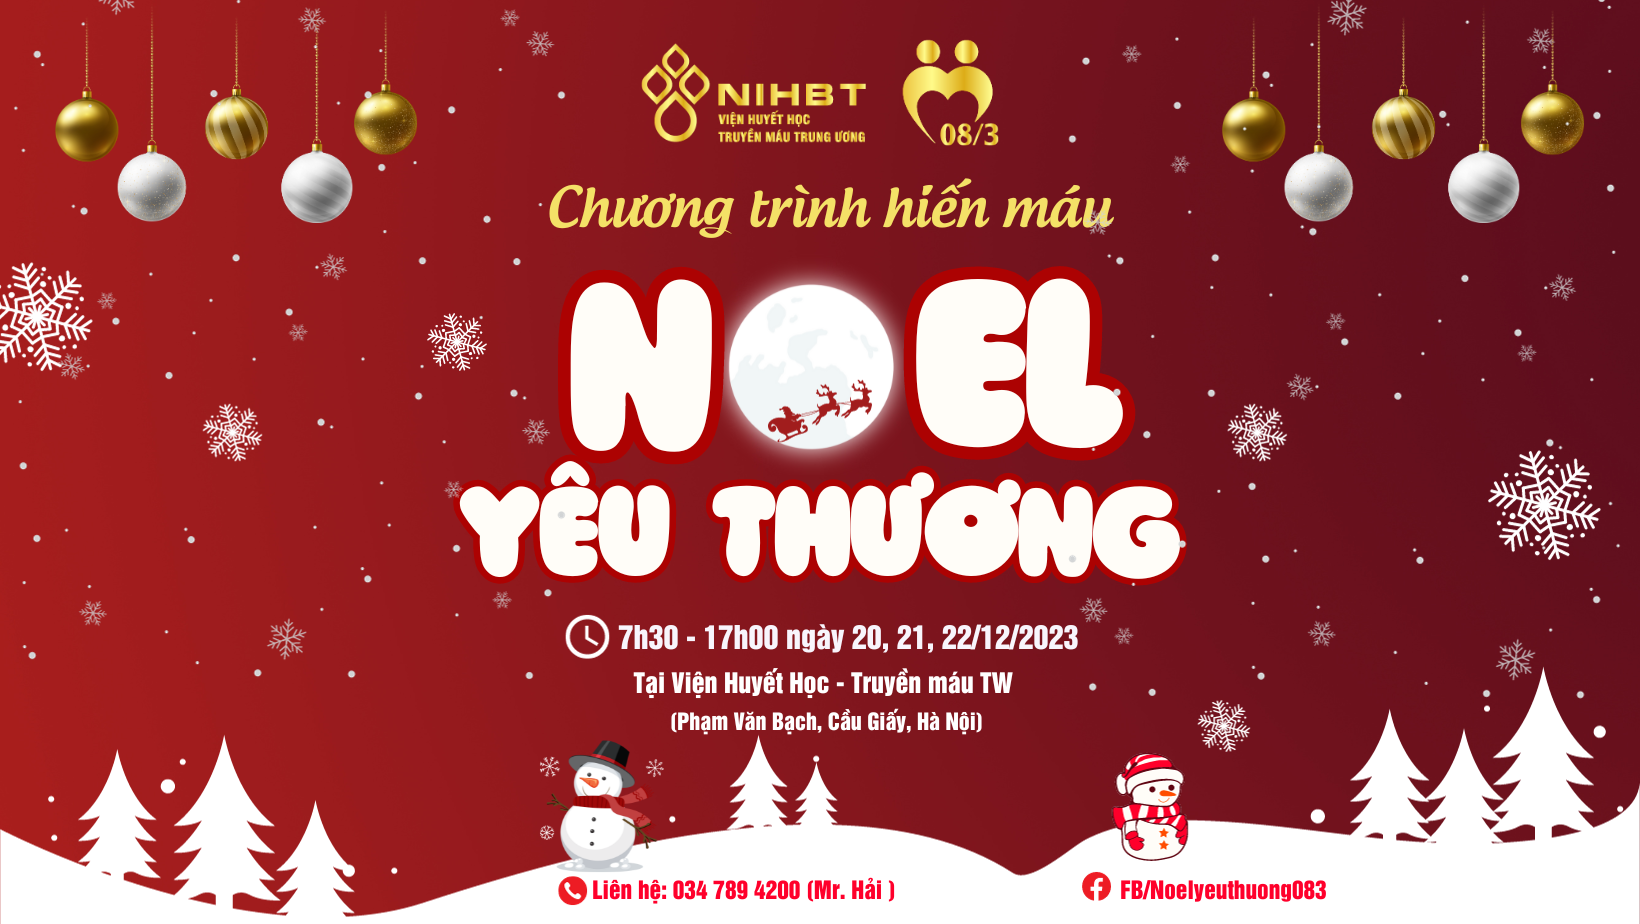 NIHBT
VIỆN HUYẾT HỌC
TRUYỀN MÁU TRUNG ƯƠNG
08/3
Chương trình hiến máu
NOEL
YÊU THƯƠNG
7h30 - 17h00 ngày 20, 21, 22/12/2023
Tại Viện Huyết Học - Truyền máu TW
(Phạm Văn Bạch, Cầu Giấy, Hà Nội)
Liên hệ: 034 789 4200 (Mr. Hải )
FB/Noelyeuthuong083